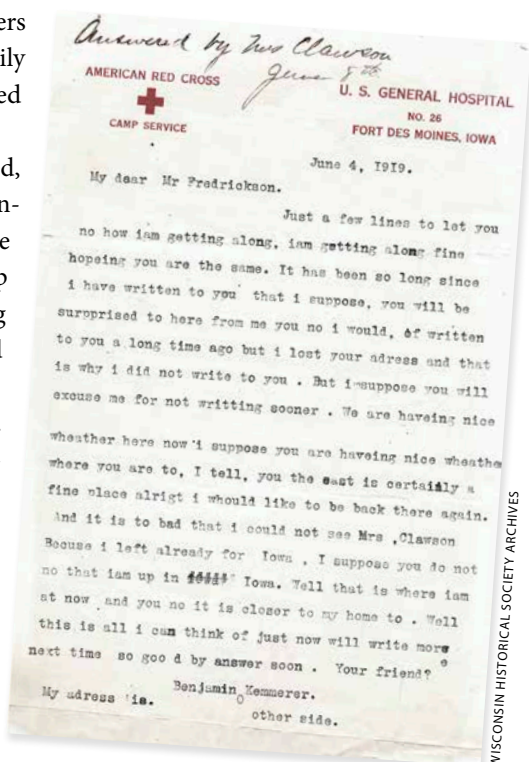 ers
ily
ed
d,
n-
e
p
g
l
Answered by Mrs Clawson
June 8th
AMERICAN RED CROSS
CAMP SERVICE
U. S. GENERAL HOSPITAL
NO. 26
FORT DES MOINES, IOWA
June 4, 1919.
My dear Mr Fredrickson.
Just a few lines to let you
no how iam getting along, iam getting along fine
hopeing you are the same. It has been so long since
i have written to you that i suppose, you will be
surpprised to here from me you no i would, of written
to you a long time ago but i lost your adress and that
is why i did not write to you . But i suppose you will
excuse me for not writting sooner . We are haveing nice
wheather here now i suppose you are haveing nice wheathe
where you are to, I tell, you the east is certainly a
fine place alrigt i whould like to be back there again.
And it is to bad that i could not see Mrs ,Clawson
Becuse i left already for Iowa , I suppose you do not
no that iam up in Iowa. Well that is where iam
at now and you no it is closer to my home to . Well
this is all i can think of just now will write more
next time so goo d by answer soon . Your friend?
Benjamin Kemmerer.
My adress is. other side.
WISCONSIN HISTORICAL SOCIETY ARCHIVES